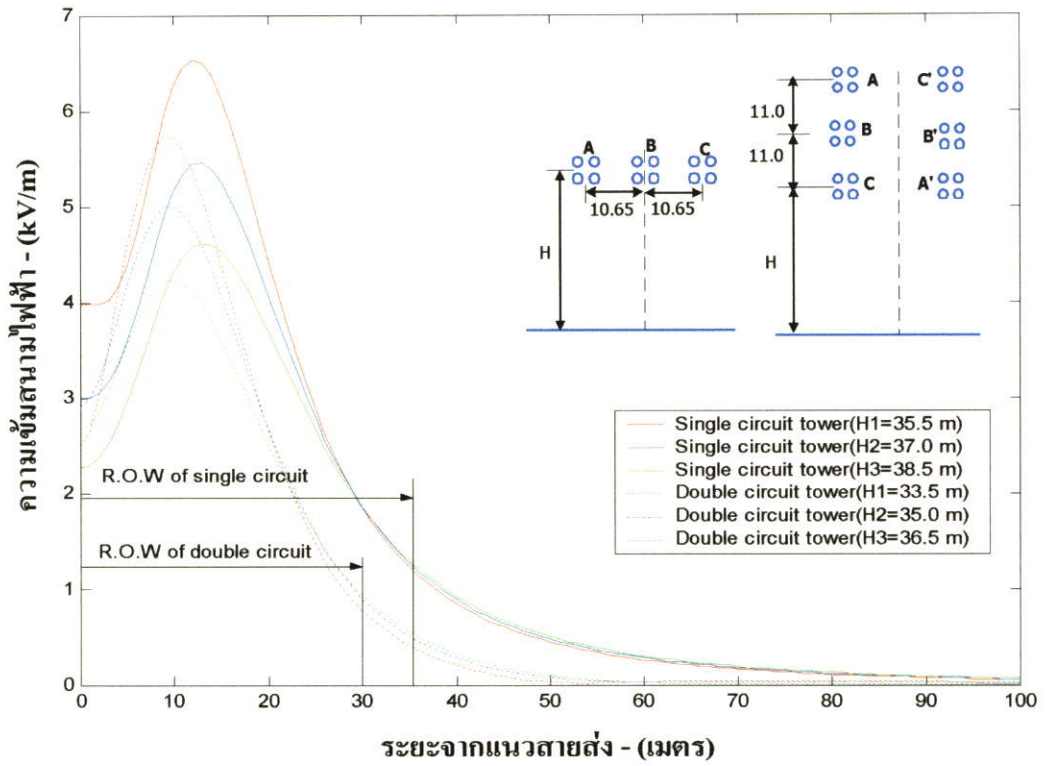 ความเข้มสนามไฟฟ้า - (kV/m)
7
6
5
4
3
2
1
0
0
10
20
30
40
50
60
70
80
90
100
ระยะจากแนวสายส่ง - (เมตร)
R.O.W of single circuit
R.O.W of double circuit
A
B
C
10.65
10.65
H
A
C'
11.0
B
B'
11.0
C
A'
H
Single circuit tower(H1=35.5 m)
Single circuit tower(H2=37.0 m)
Single circuit tower(H3=38.5 m)
Double circuit tower(H1=33.5 m)
Double circuit tower(H2=35.0 m)
Double circuit tower(H3=36.5 m)